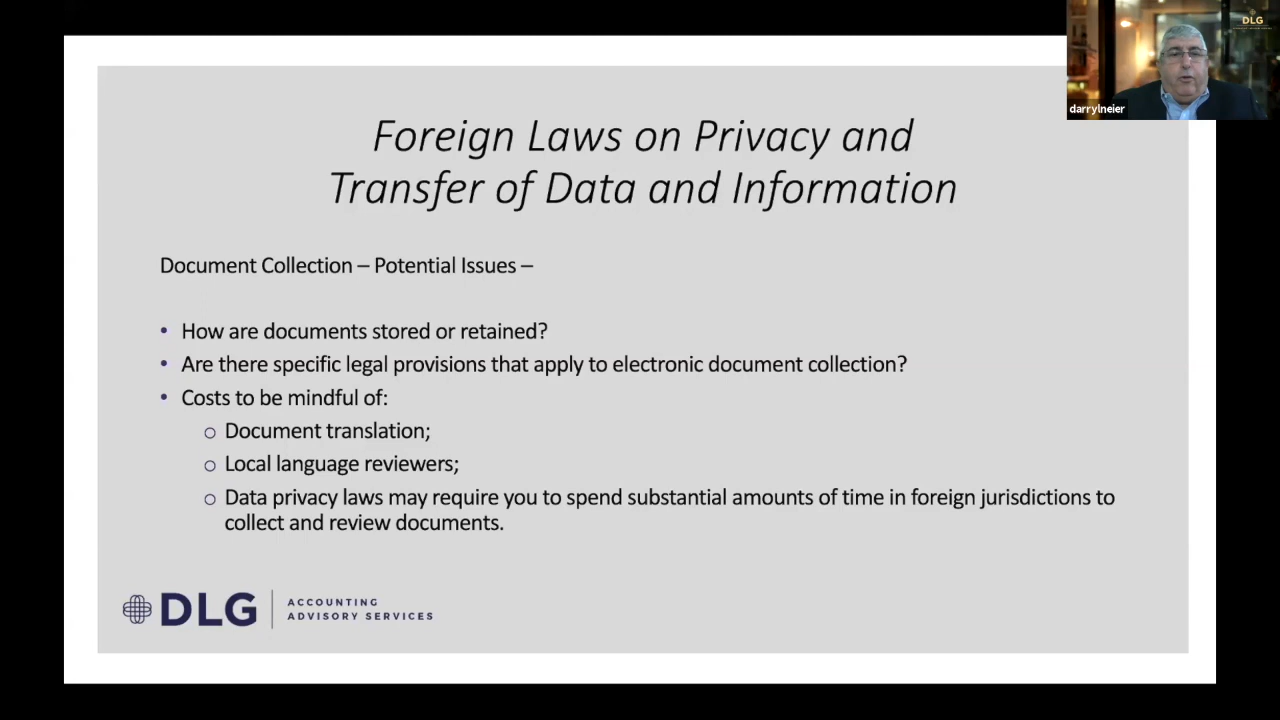 DLG
darrylneier
Foreign Laws on Privacy and
Transfer of Data and Information
Document Collection – Potential Issues –
• How are documents stored or retained?
• Are there specific legal provisions that apply to electronic document collection?
• Costs to be mindful of:
o Document translation;
o Local language reviewers;
o Data privacy laws may require you to spend substantial amounts of time in foreign jurisdictions to
collect and review documents.
DLG
ACCOUNTING
ADVISORY SERVICES